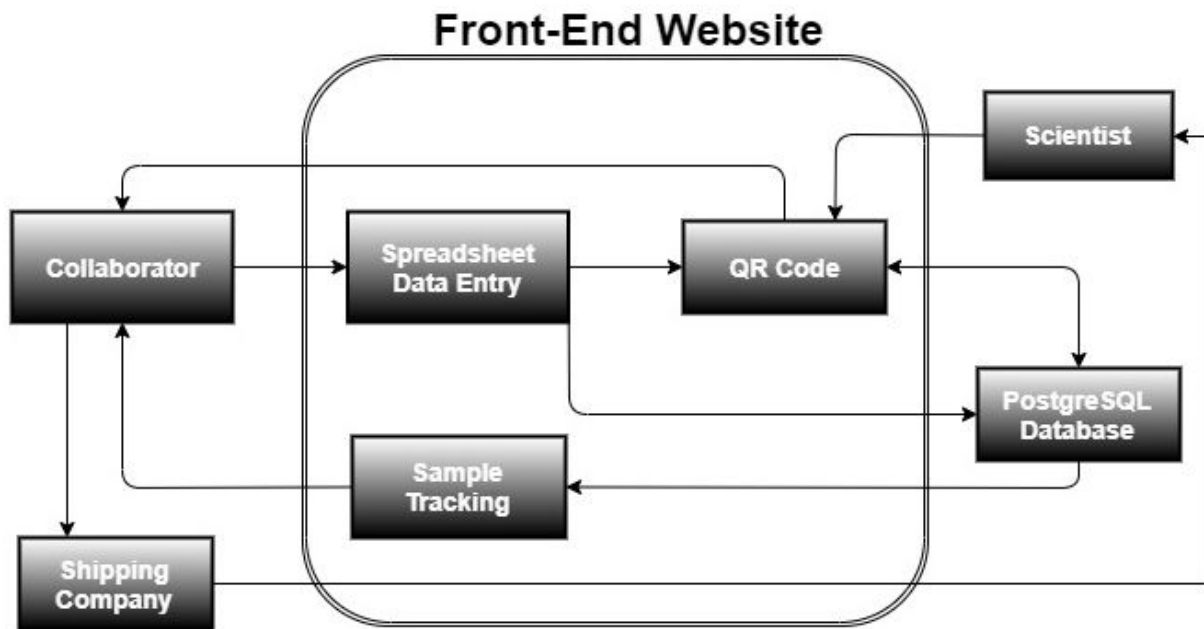 Front-End Website
Scientist
Collaborator
Spreadsheet
Data Entry
QR Code
PostgreSQL
Database
Sample
Tracking
Shipping
Company